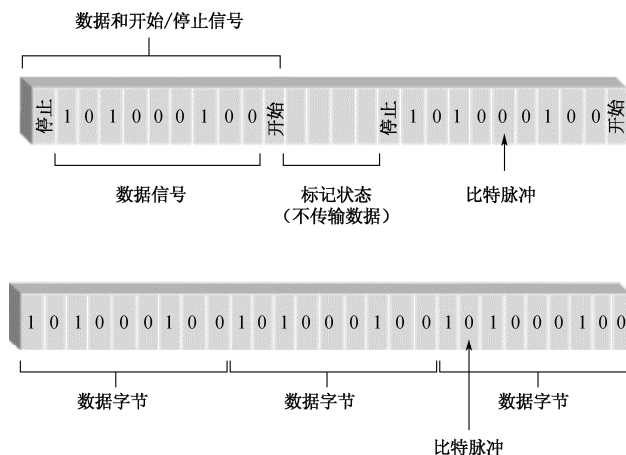 数据和开始/停止信号
停止 1 0 1 0 0 0 1 0 0 开始 停止 1 0 1 0 0 0 1 0 0 开始
数据信号
标记状态
（不传输数据）
比特脉冲
1 0 1 0 0 0 1 0 0 1 0 1 0 0 0 1 0 0 1 0 1 0 0 0 1 0 0
数据字节
数据字节
数据字节
比特脉冲